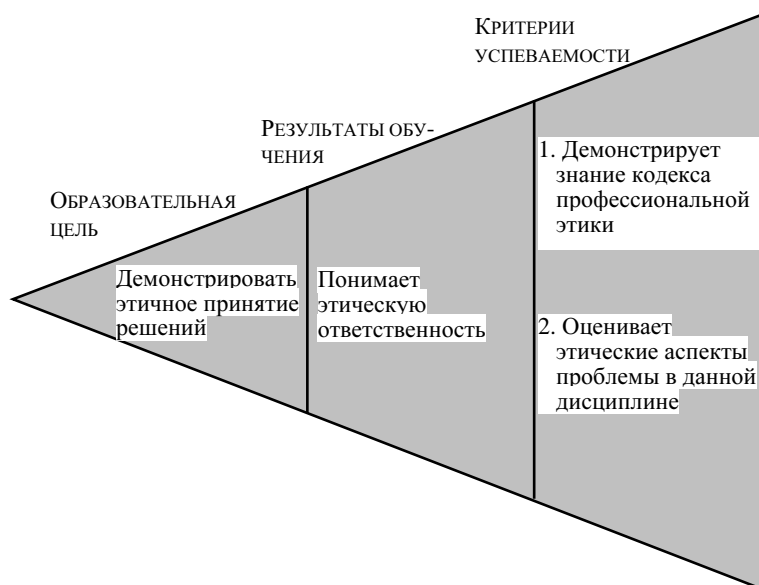 КРИТЕРИИ
УСПЕВАЕМОСТИ
РЕЗУЛЬТАТЫ ОБУ-
ЧЕНИЯ
ОБРАЗОВАТЕЛЬНАЯ
ЦЕЛЬ
Демонстрировать
этичное принятие
решений
Понимает
этическую
ответственность
1. Демонстрирует
знание кодекса
профессиональной
этики
2. Оценивает
этические аспекты
проблемы в данной
дисциплине